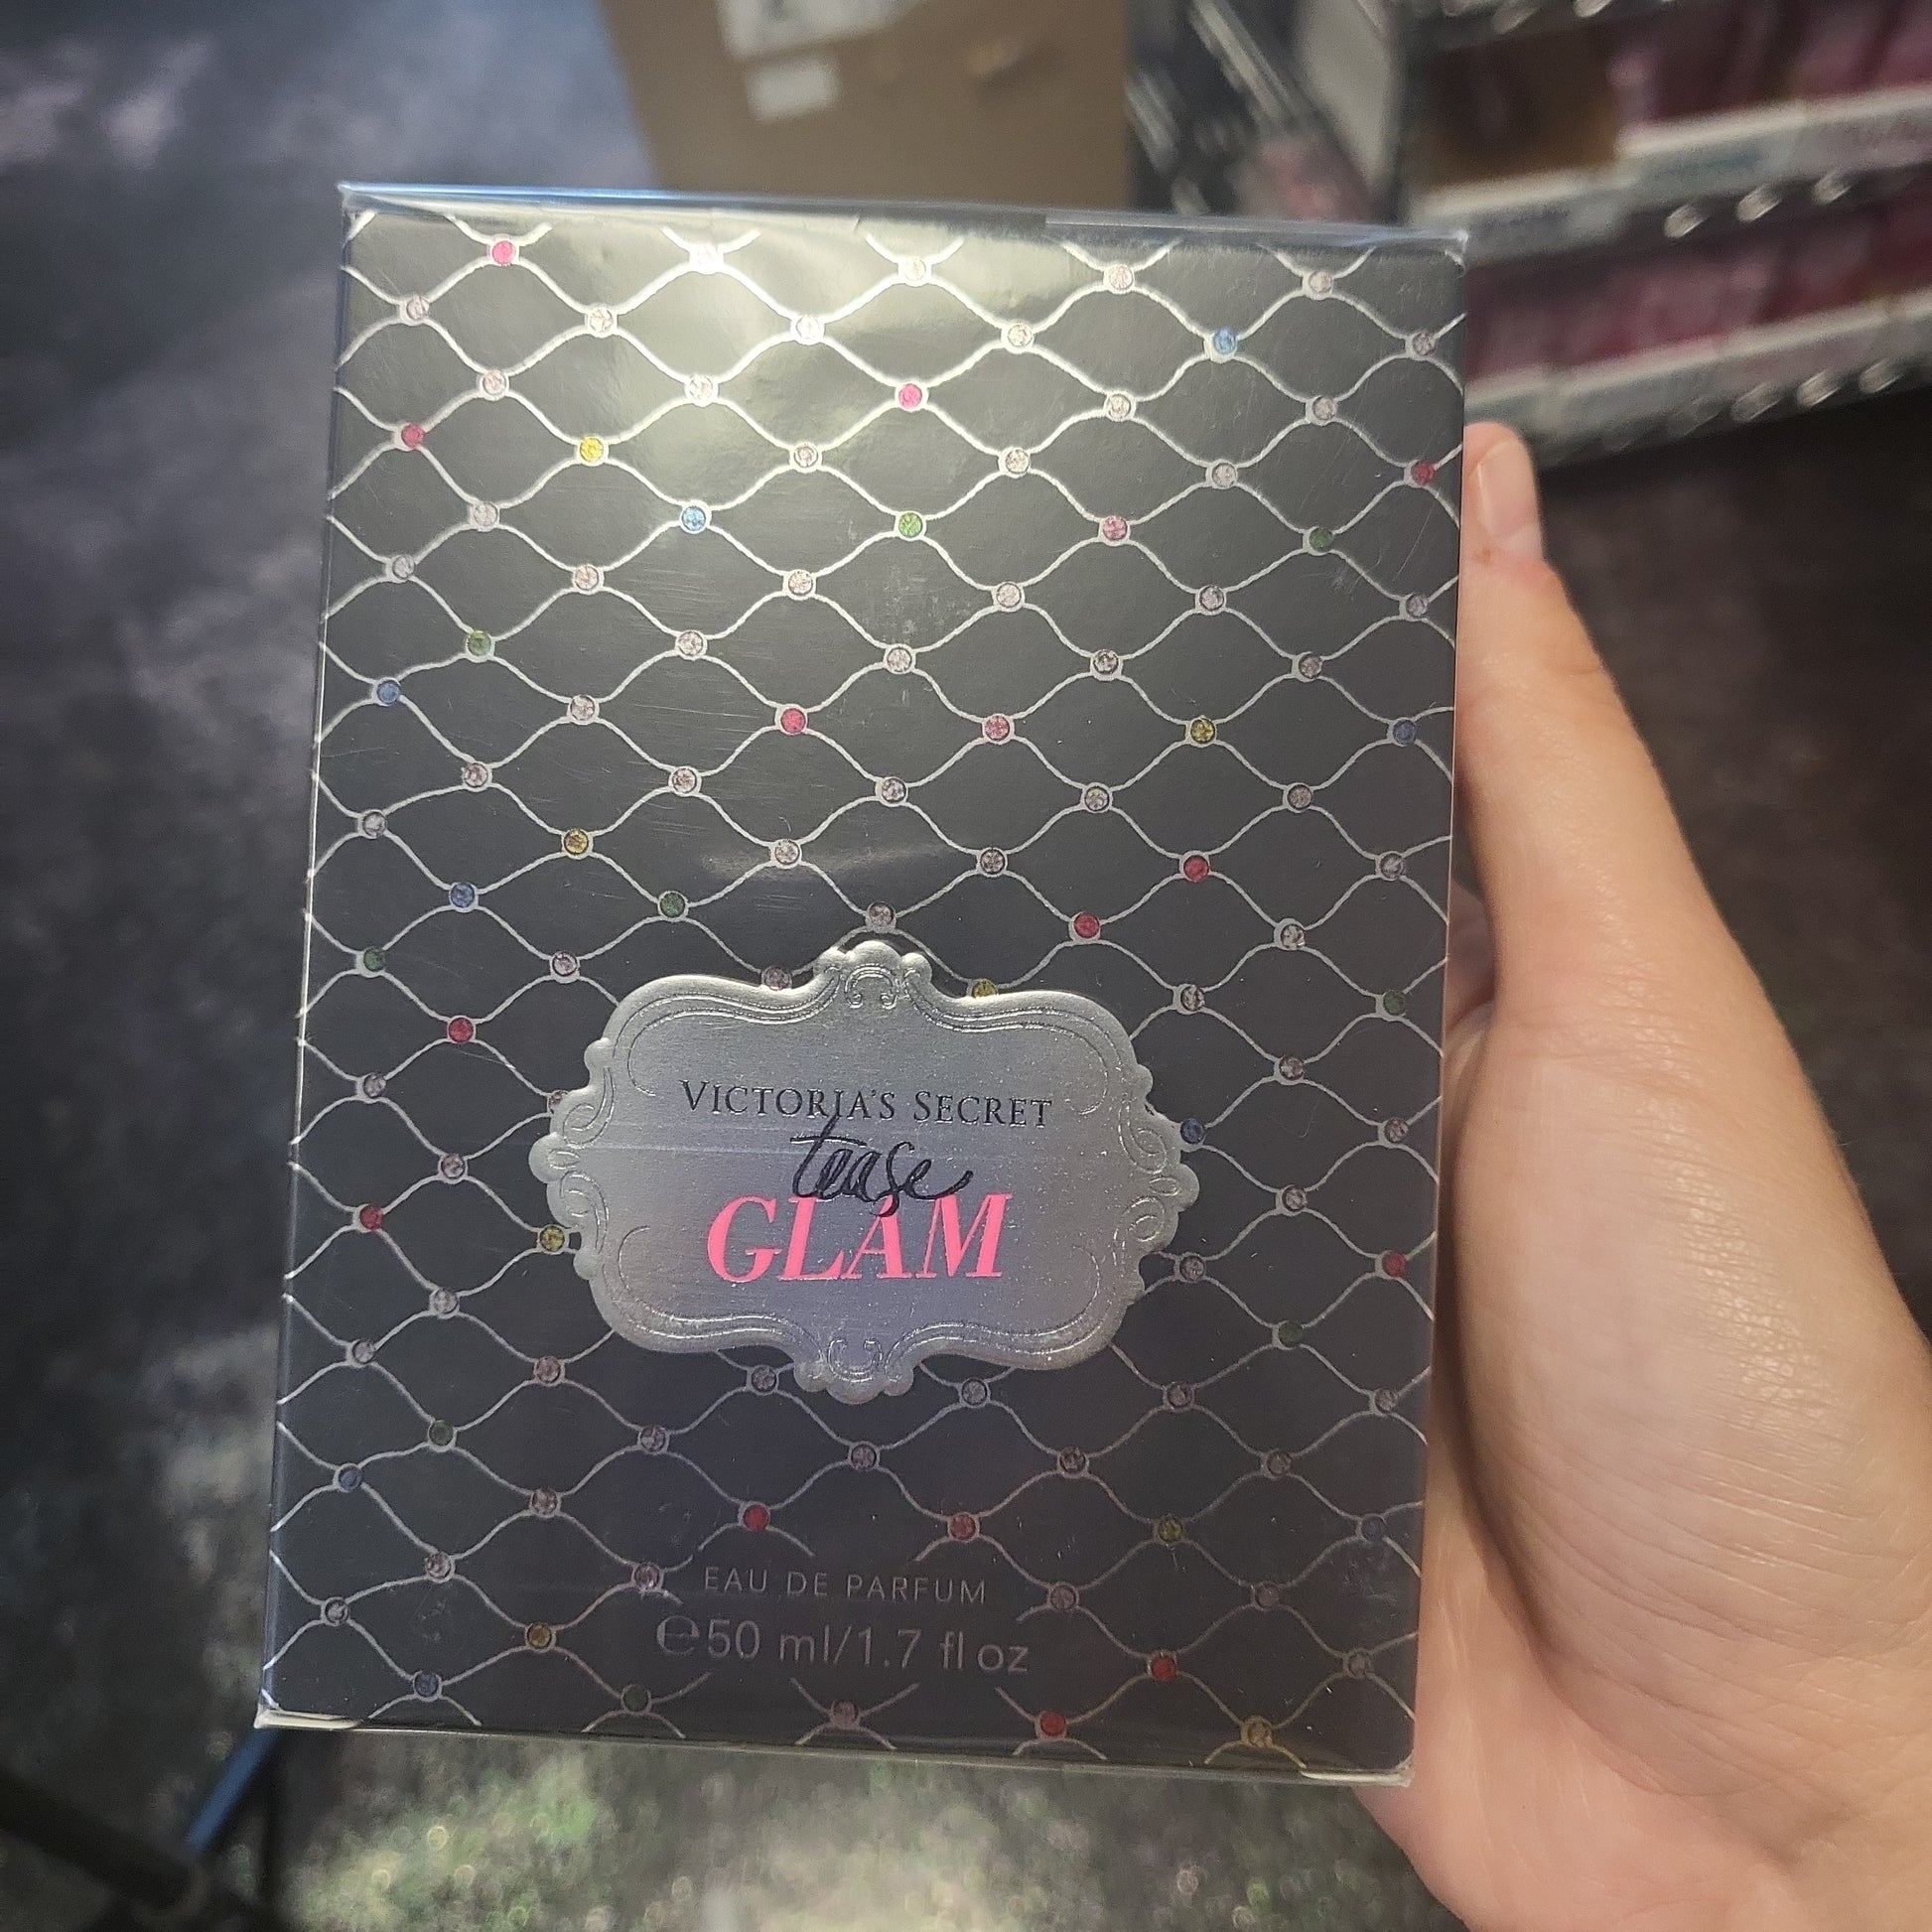 VICTORIA'S SECRET
tease
GLAM
EAU DE PARFUM
℮50 ml/1.7 fl oz